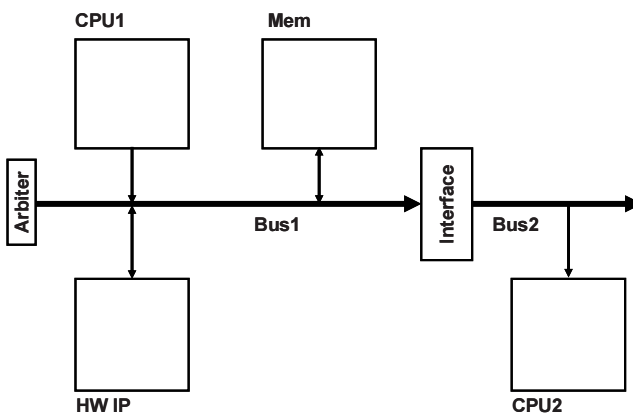 CPU1
Mem
Arbiter
Bus1
Interface
Bus2
HW IP
CPU2